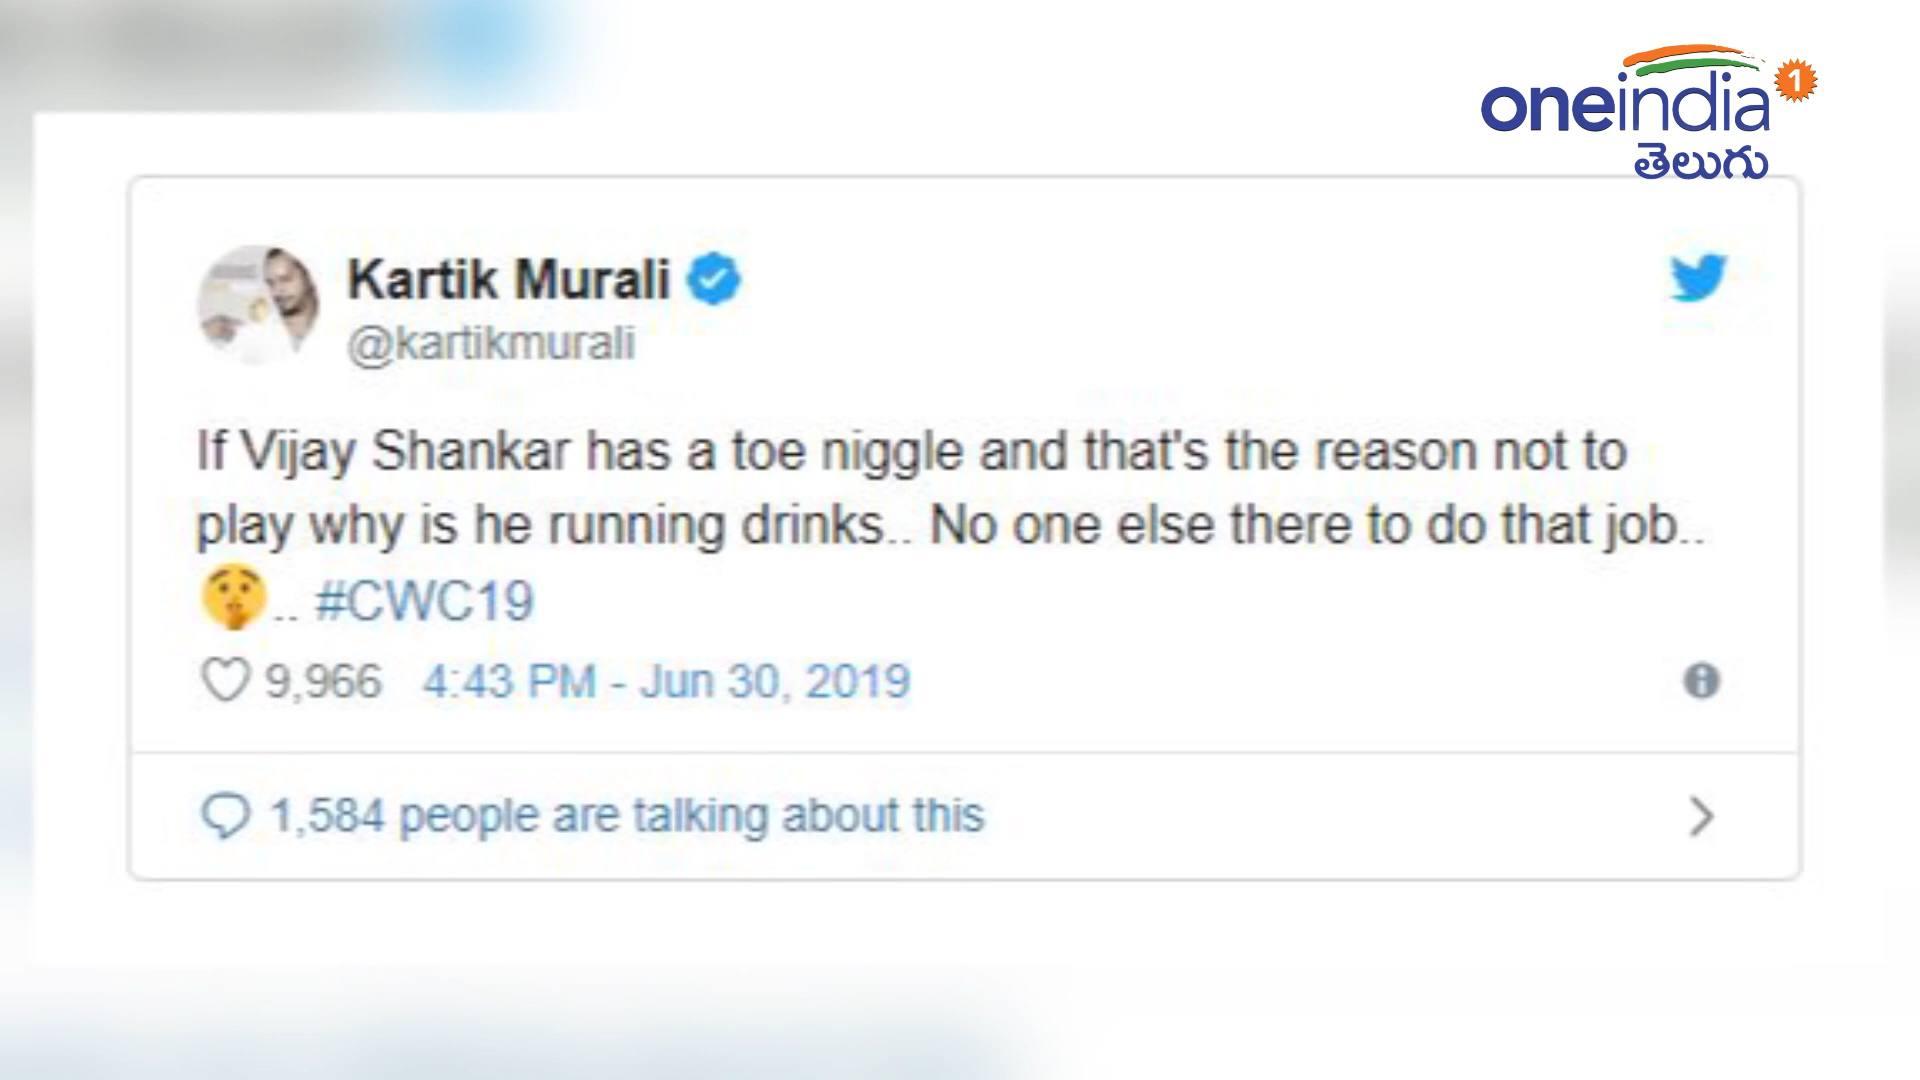 oneindia 1
తెలుగు
Kartik Murali
@kartikmurali
If Vijay Shankar has a toe niggle and that's the reason not to
play why is he running drinks.. No one else there to do that job..
🤫.. #CWC19
9,966 4:43 PM - Jun 30, 2019
1,584 people are talking about this